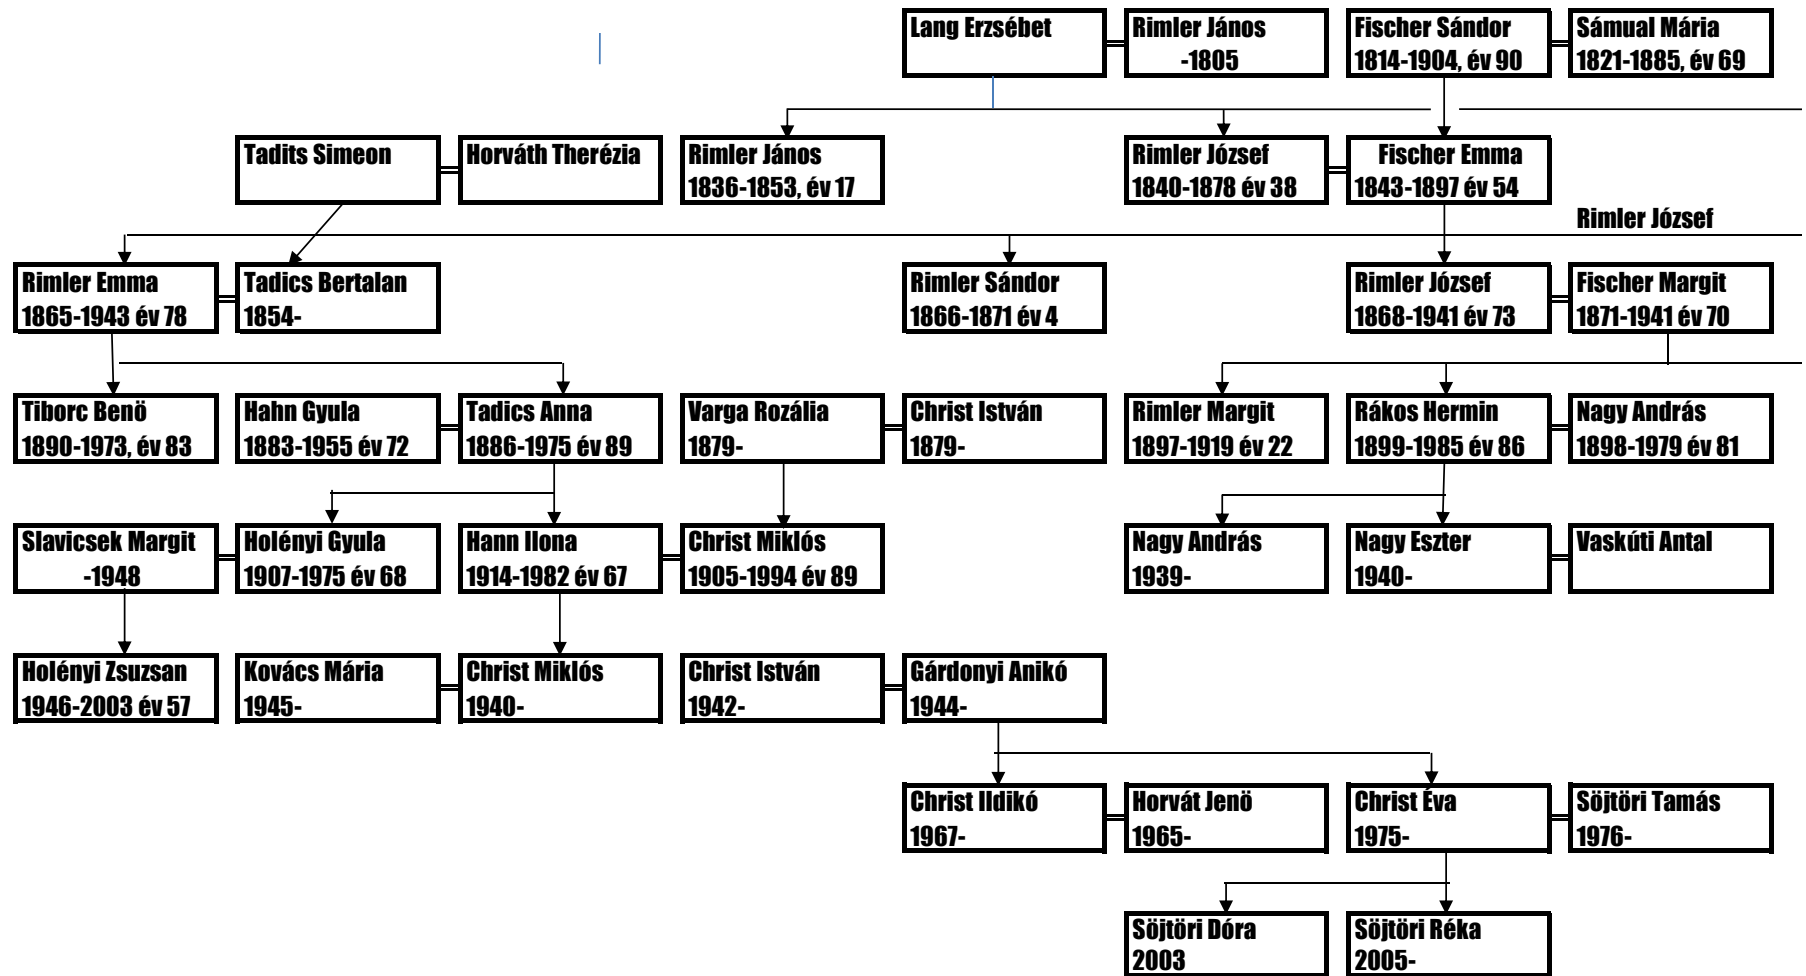 Lang Erzsébet
Rimler János
-1805
Fischer Sándor
1814-1904, év 90
Sámual Mária
1821-1885, év 69
Tadits Simeon
Horváth Therézia
Rimler János
1836-1853, év 17
Rimler József
1840-1878 év 38
Fischer Emma
1843-1897 év 54
Rimler József
Rimler Emma
1865-1943 év 78
Tadics Bertalan
1854-
Rimler Sándor
1866-1871 év 4
Rimler József
1868-1941 év 73
Fischer Margit
1871-1941 év 70
Tiborc Benö
1890-1973, év 83
Hahn Gyula
1883-1955 év 72
Tadics Anna
1886-1975 év 89
Varga Rozália
1879-
Christ István
1879-
Rimler Margit
1897-1919 év 22
Rákos Hermin
1899-1985 év 86
Nagy András
1898-1979 év 81
Slavicsek Margit
-1948
Holényi Gyula
1907-1975 év 68
Hann Ilona
1914-1982 év 67
Christ Miklós
1905-1994 év 89
Nagy András
1939-
Nagy Eszter
1940-
Vaskúti Antal
Holényi Zsuzsan
1946-2003 év 57
Kovács Mária
1945-
Christ Miklós
1940-
Christ István
1942-
Gárdonyi Anikó
1944-
Christ Ildikó
1967-
Horvát Jenö
1965-
Christ Éva
1975-
Söjtöri Tamás
1976-
Söjtöri Dóra
2003
Söjtöri Réka
2005-